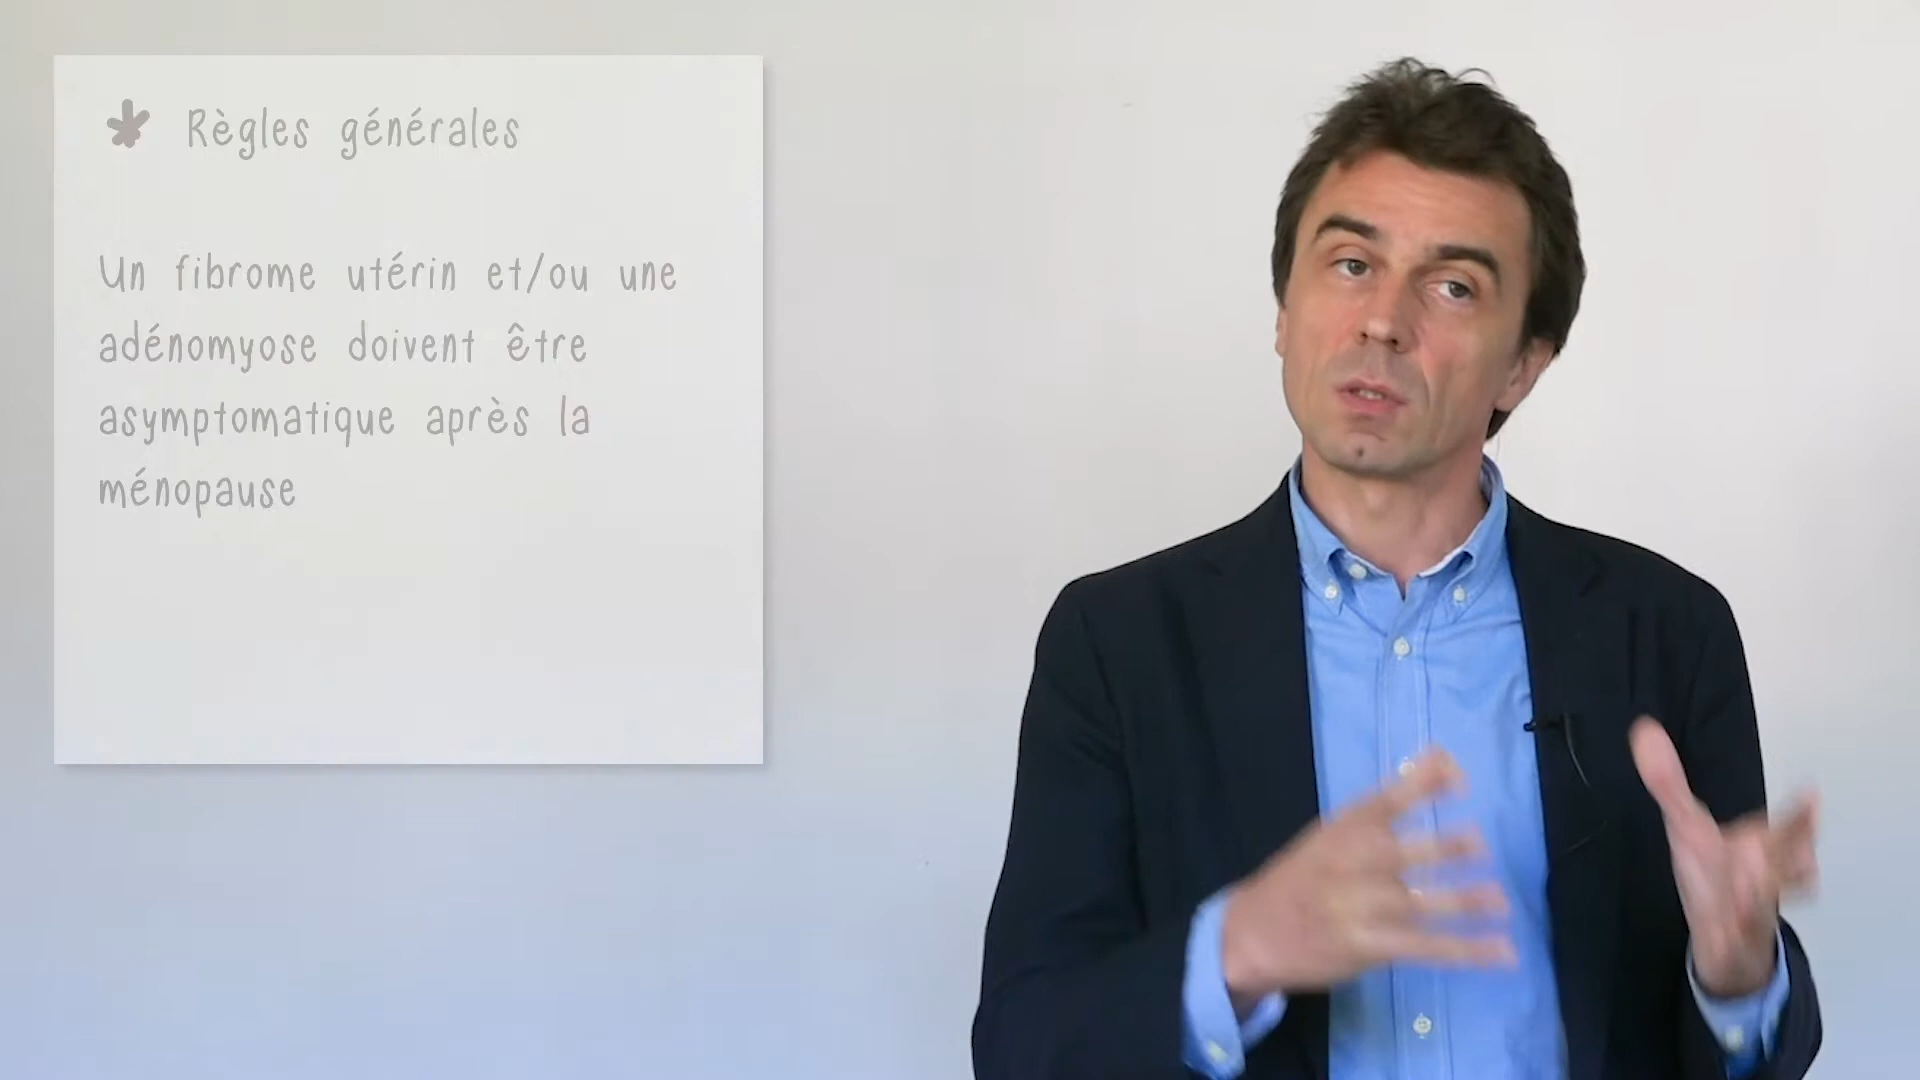 Règles générales
Un fibrome utérin et/ou une
adénomyose doivent être
asymptomatique après la
ménopause